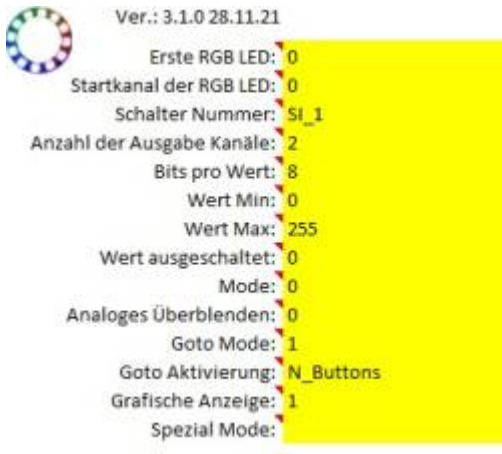 Ver.: 3.1.0 28.11.21
Erste RGB LED: 0
Startkanal der RGB LED: 0
Schalter Nummer: SI_1
Anzahl der Ausgabe Kanäle: 2
Bits pro Wert: 8
Wert Min: 0
Wert Max: 255
Wert ausgeschaltet: 0
Mode: 0
Analoges Überblenden: 0
Goto Mode: 1
Goto Aktivierung: N_Buttons
Grafische Anzeige: 1
Spezial Mode: